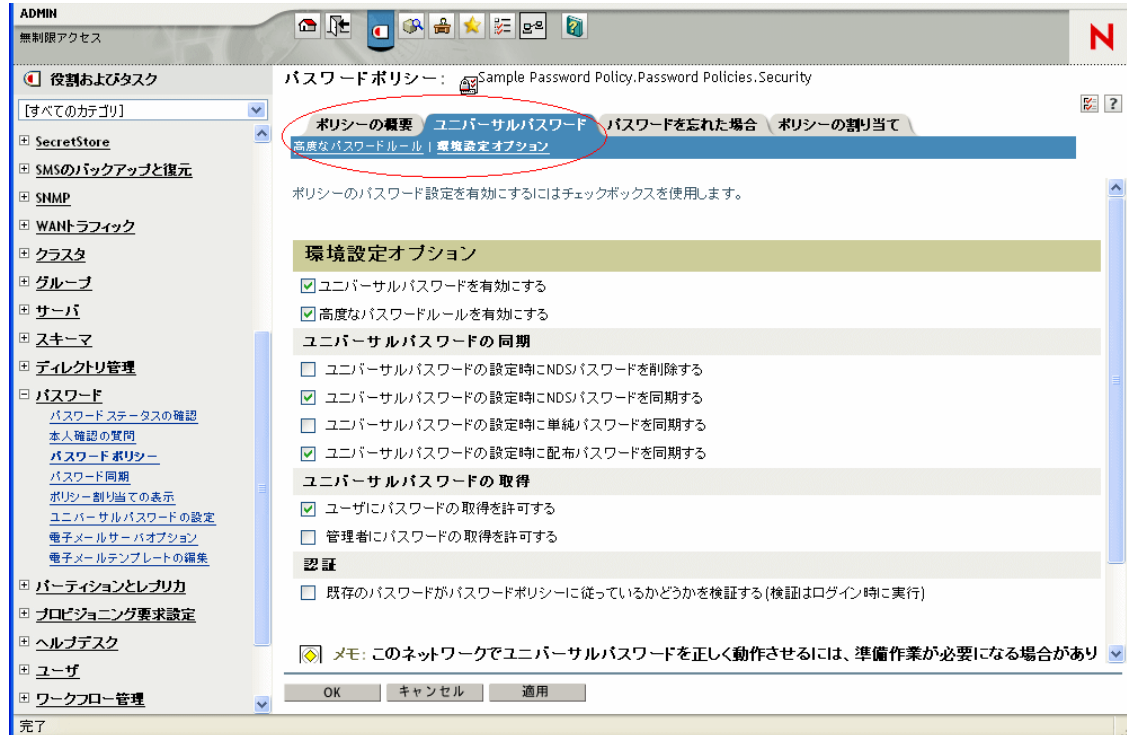 ADMIN
無制限アクセス
N
役割およびタスク
[すべてのカテゴリ]
SecretStore
SMSのバックアップと復元
SNMP
WANトラフィック
クラスタ
グループ
サーバ
スキーマ
ディレクトリ管理
パスワード
パスワード ステータスの確認
本人確認の質問
パスワード ポリシー
パスワード同期
ポリシー割り当ての表示
ユニバーサルパスワードの設定
電子メールサーバオプション
電子メールテンプレートの編集
パーティションとレプリカ
プロビジョニング要求設定
ヘルプデスク
ユーザ
ワークフロー管理
パスワードポリシー: Sample Password Policy.Password Policies.Security
?
ポリシーの概要 ユニバーサルパスワード パスワードを忘れた場合 ポリシーの割り当て
高度なパスワードルール | 環境設定オプション
ポリシーのパスワード設定を有効にするにはチェックボックスを使用します。
環境設定オプション
ユニバーサルパスワードを有効にする
高度なパスワードルールを有効にする
ユニバーサルパスワードの同期
ユニバーサルパスワードの設定時にNDSパスワードを削除する
ユニバーサルパスワードの設定時にNDSパスワードを同期する
ユニバーサルパスワードの設定時に単純パスワードを同期する
ユニバーサルパスワードの設定時に配布パスワードを同期する
ユニバーサルパスワードの取得
ユーザにパスワードの取得を許可する
管理者にパスワードの取得を許可する
認証
既存のパスワードがパスワードポリシーに従っているかどうかを検証する(検証はログイン時に実行)
メモ: このネットワークでユニバーサルパスワードを正しく動作させるには、準備作業が必要になる場合があり
OK キャンセル 適用
完了